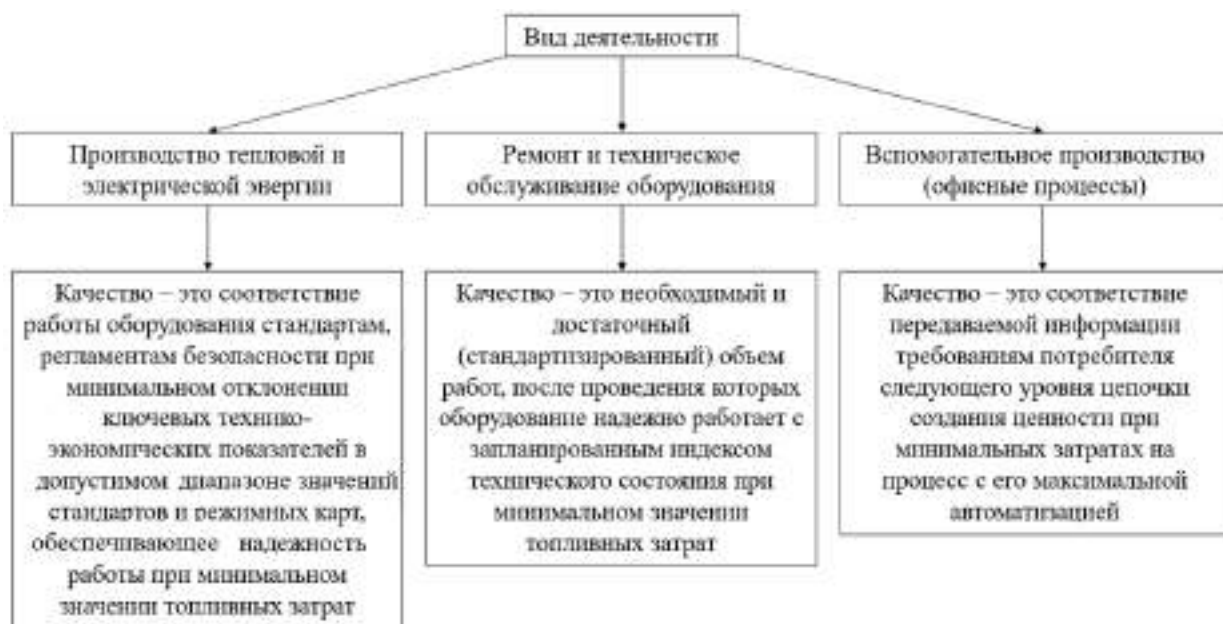 Вид деятельности
Производство тепловой и
электрической энергии
Ремонт и техническое
обслуживание оборудования
Вспомогательное производство
(офисные процессы)
Качество – это соответствие
работы оборудования стандартам,
регламентам безопасности при
минимальном отклонении
ключевых технико-
экономических показателей в
допустимом диапазоне значений
стандартов и режимных карт,
обеспечивающее надежность
работы при минимальном
значении топливных затрат
Качество – это необходимый и
достаточный
(стандартизированный) объем
работ, после проведения которых
оборудование надежно работает с
запланированным индексом
технического состояния при
минимальном значении
топливных затрат
Качество – это соответствие
передаваемой информации
требованиям потребителя
следующего уровня цепочки
создания ценности при
минимальных затратах на
процесс с его максимальной
автоматизацией